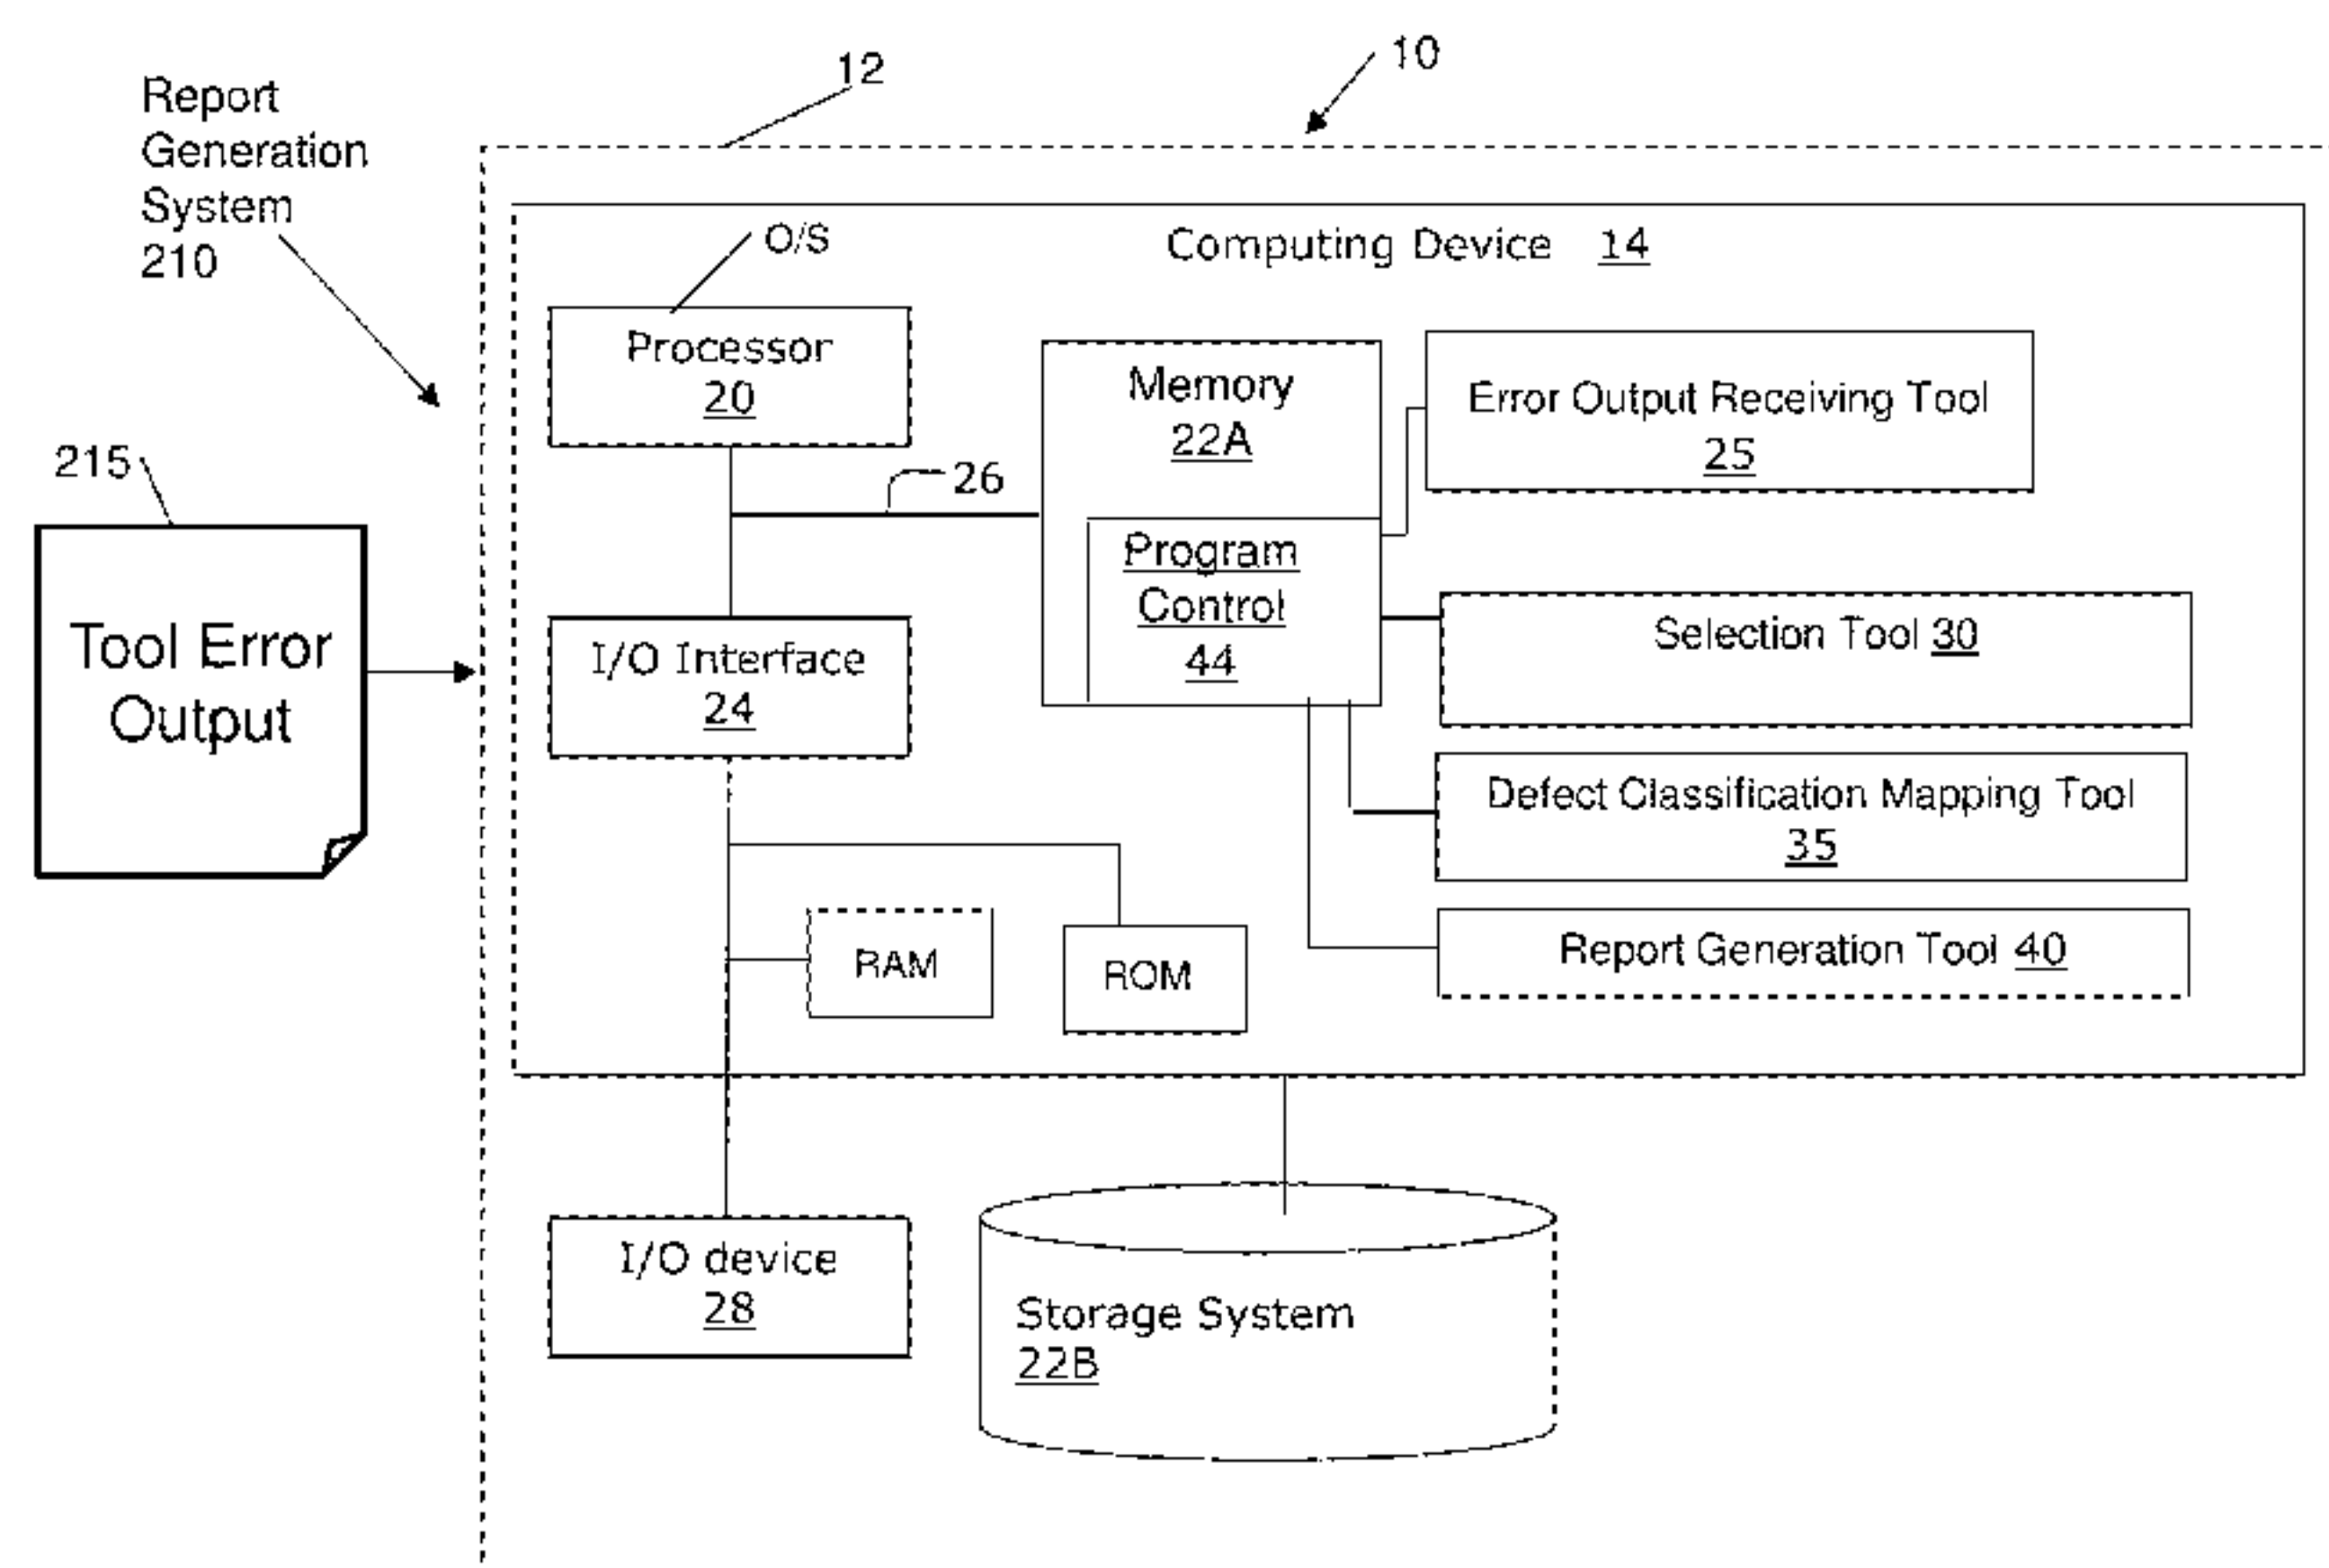 Report
Generation
System
210
12
10
215
Tool Error
Output
Computing Device 14
O/S
Processor
20
26
Memory
22A
Program
Control
44
Error Output Receiving Tool
25
I/O Interface
24
Selection Tool 30
Defect Classification Mapping Tool
35
Report Generation Tool 40
RAM
ROM
I/O device
28
Storage System
22B